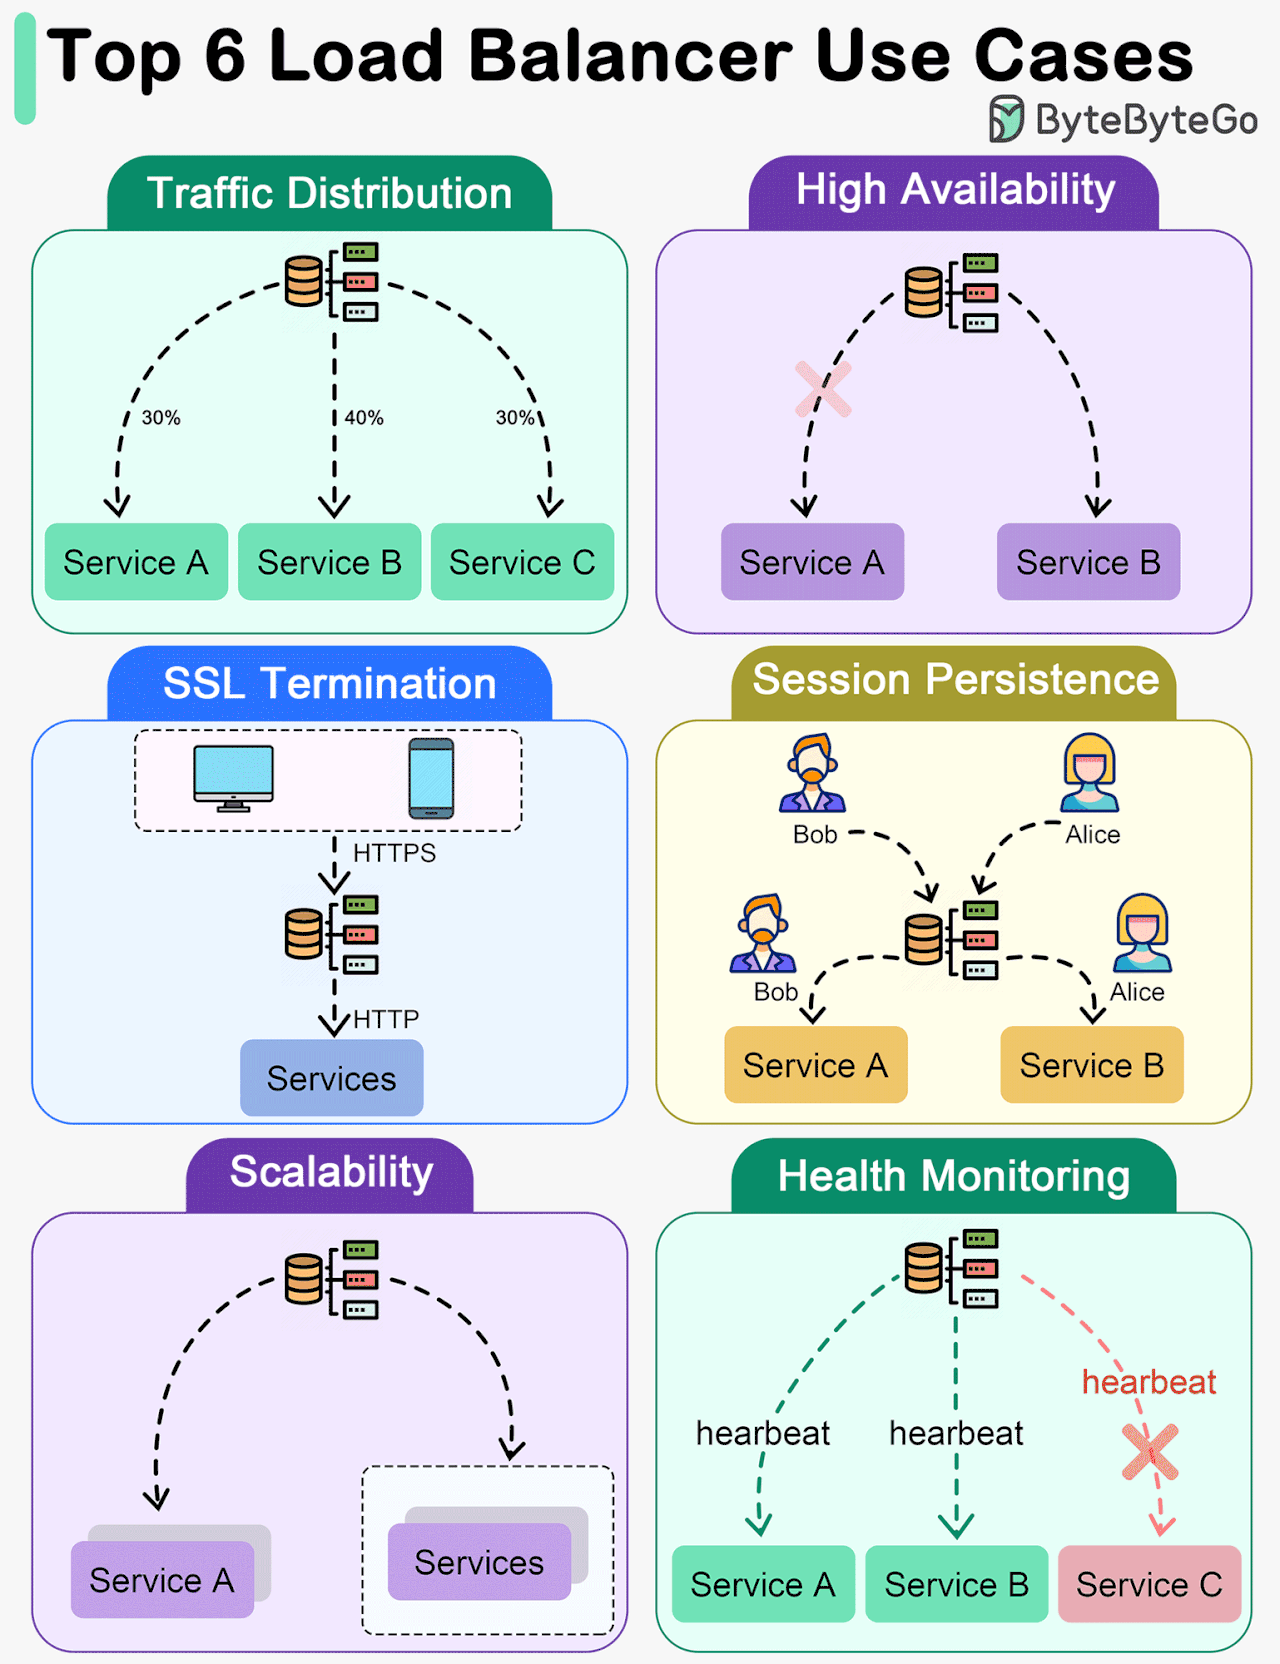 Top 6 Load Balancer Use Cases
ByteByteGo
Traffic Distribution
30%
40%
30%
Service A
Service B
Service C
High Availability
Service A
Service B
SSL Termination
HTTPS
HTTP
Services
Session Persistence
Bob
Alice
Bob
Alice
Service A
Service B
Scalability
Service A
Services
Health Monitoring
hearbeat
hearbeat
hearbeat
Service A
Service B
Service C